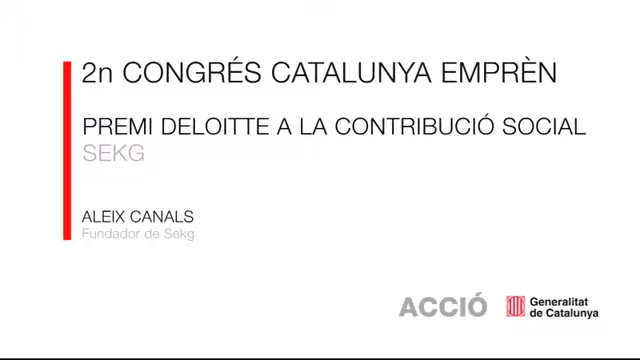 2n CONGRÉS CATALUNYA EMPRÈN
PREMI DELOITTE A LA CONTRIBUCIÓ SOCIAL
SEKG
ALEIX CANALS
Fundador de Sekg
ACCIÓ
Generalitat
de Catalunya